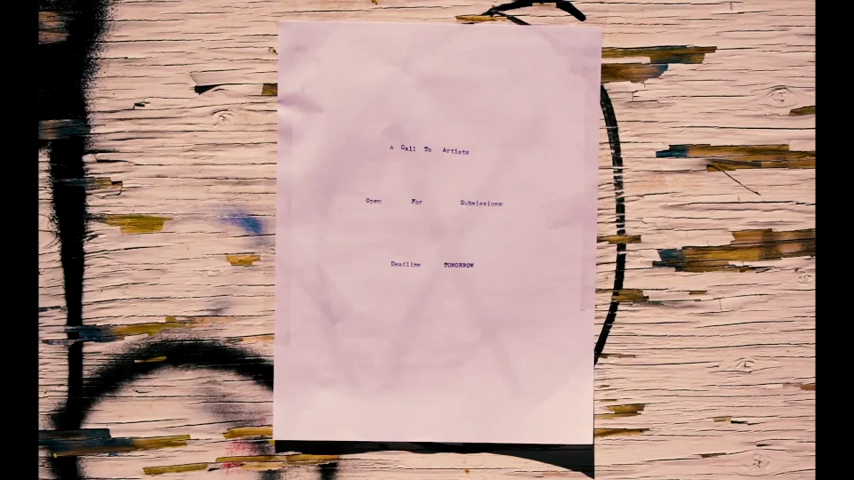 A Call To Artists
Open For Submissions
Deadline TOMORROW